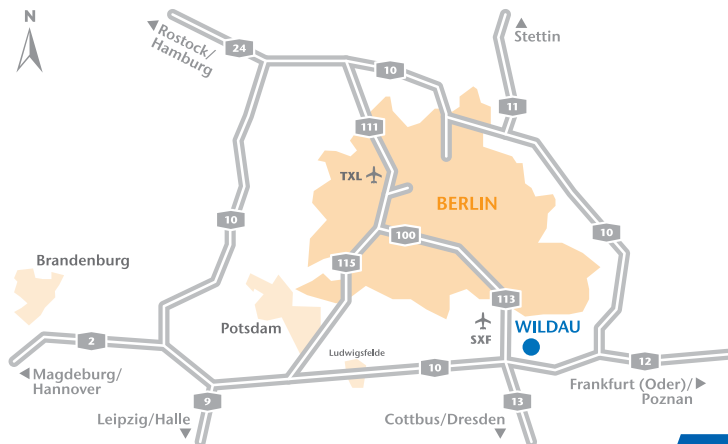 N
Rostock/
Hamburg
24
10
Stettin
11
111
TXL
BERLIN
10
10
100
Brandenburg
115
113
Potsdam
SXF
WILDAU
2
Ludwigsfelde
10
12
Magdeburg/
Hannover
9
13
Frankfurt (Oder)/
Poznan
Leipzig/Halle
Cottbus/Dresden